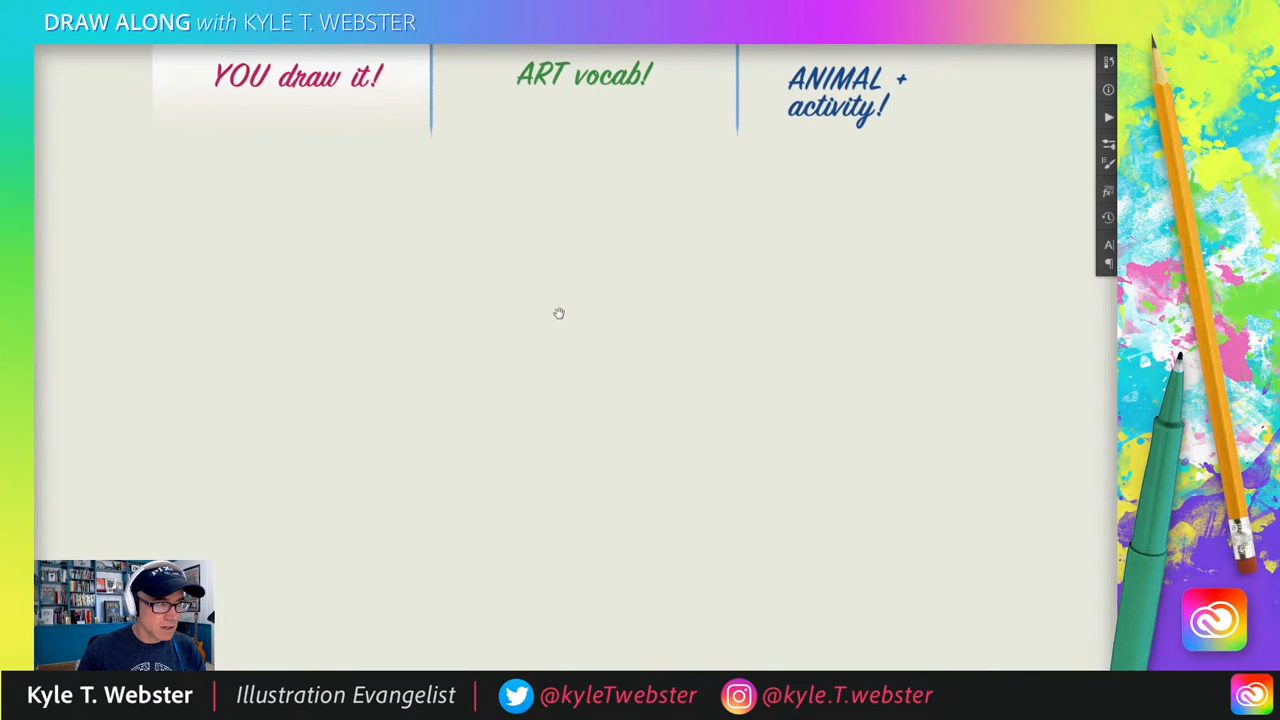 DRAW ALONG with KYLE T. WEBSTER
YOU draw it!
ART vocab!
ANIMAL +
activity!
Kyle T. Webster | Illustration Evangelist | @kyleTwebster @kyle.T.webster